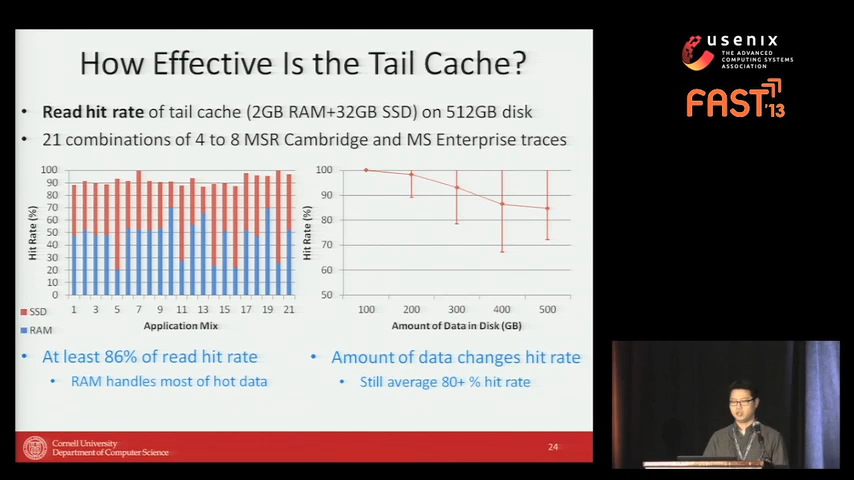 How Effective Is the Tail Cache?
• Read hit rate of tail cache (2GB RAM+32GB SSD) on 512GB disk
• 21 combinations of 4 to 8 MSR Cambridge and MS Enterprise traces
100
90
80
70
60
50
40
30
20
10
0
Hit Rate (%)
1 3 5 7 9 11 13 15 17 19 21
Application Mix
SSD
RAM
100
90
80
70
60
50
Hit Rate (%)
100 200 300 400 500
Amount of Data in Disk (GB)
• At least 86% of read hit rate
• RAM handles most of hot data
• Amount of data changes hit rate
• Still average 80+ % hit rate
Cornell University
Department of Computer Science
24
usenix
THE ADVANCED
COMPUTING SYSTEMS
ASSOCIATION
FAST '13